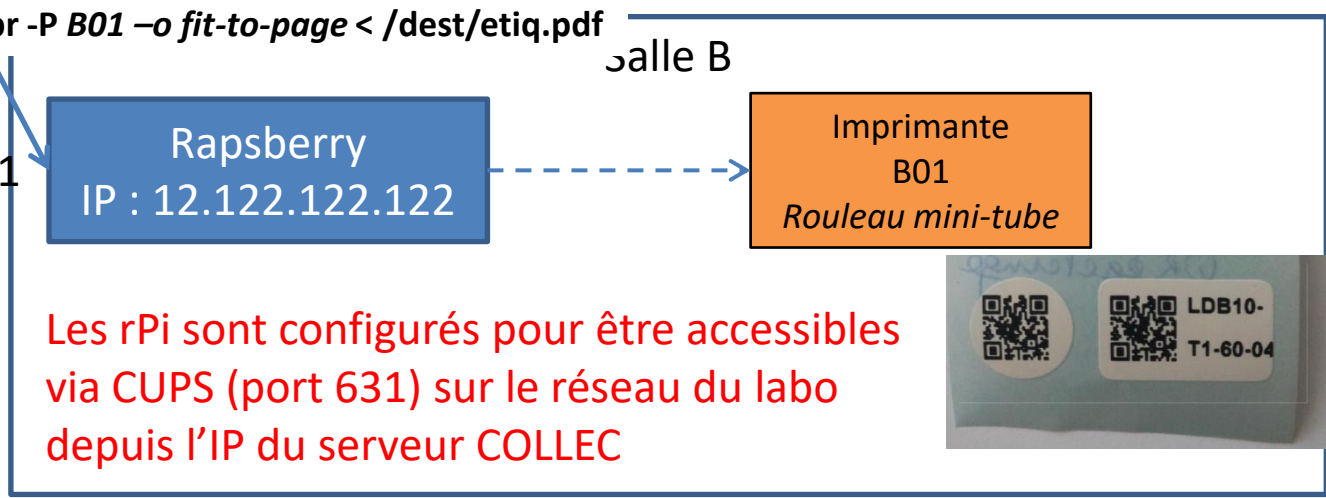 -P B01 –o fit-to-page < /dest/etiq.pdf
Salle B
1
Rapsberry
IP : 12.122.122.122
Imprimante
B01
Rouleau mini-tube
LDB10-
T1-60-04
Les rPi sont configurés pour être accessibles
via CUPS (port 631) sur le réseau du labo
depuis l’IP du serveur COLLEC